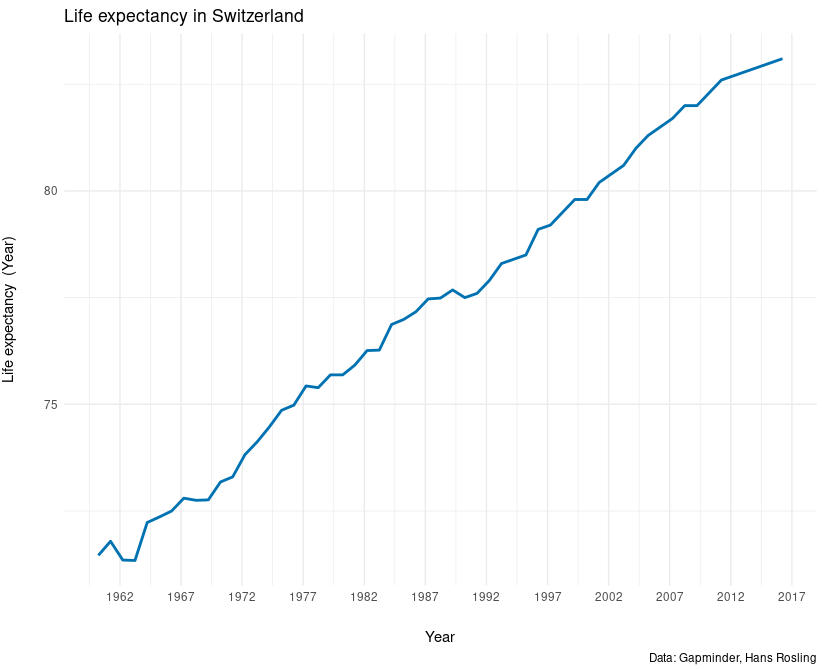 Life expectancy in Switzerland
Life expectancy  (Year)
80
75
1962 1967 1972 1977 1982 1987 1992 1997 2002 2007 2012 2017
Year
Data: Gapminder, Hans Rosling